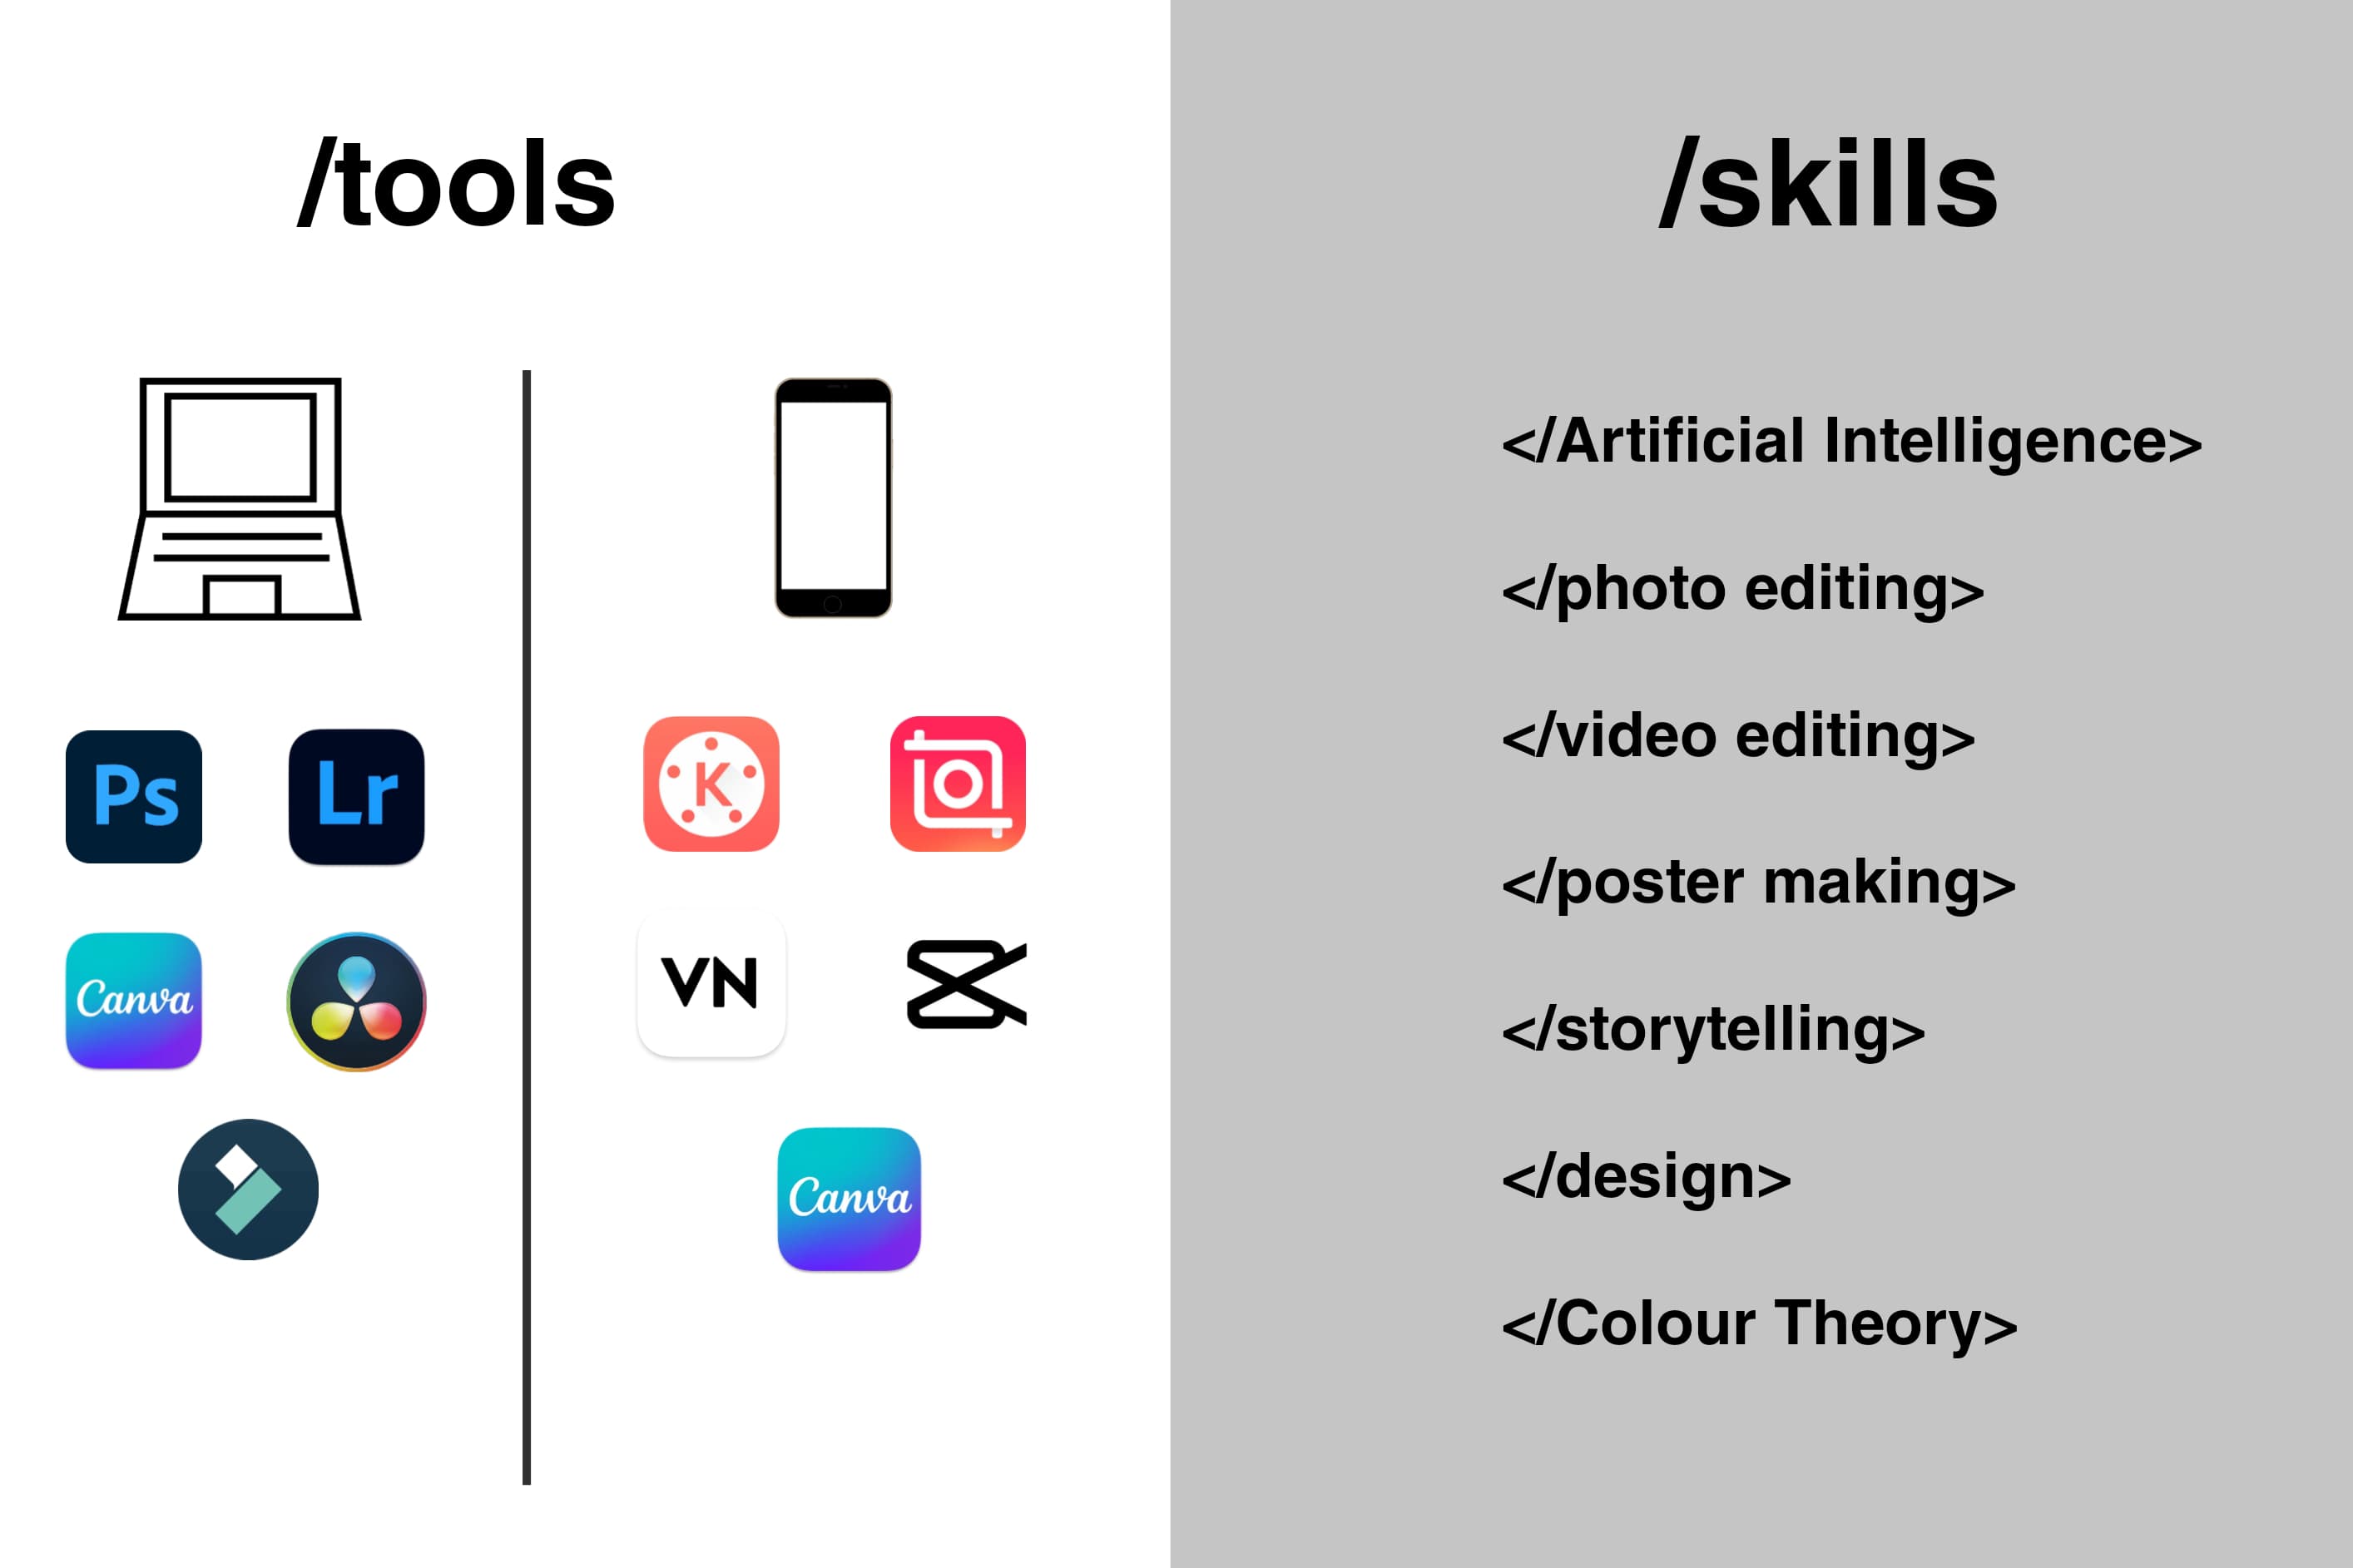 /tools
Ps
Lr
Canva
K
VN
Canva
/skills
</Artificial Intelligence>
</photo editing>
</video editing>
</poster making>
</storytelling>
</design>
</Colour Theory>